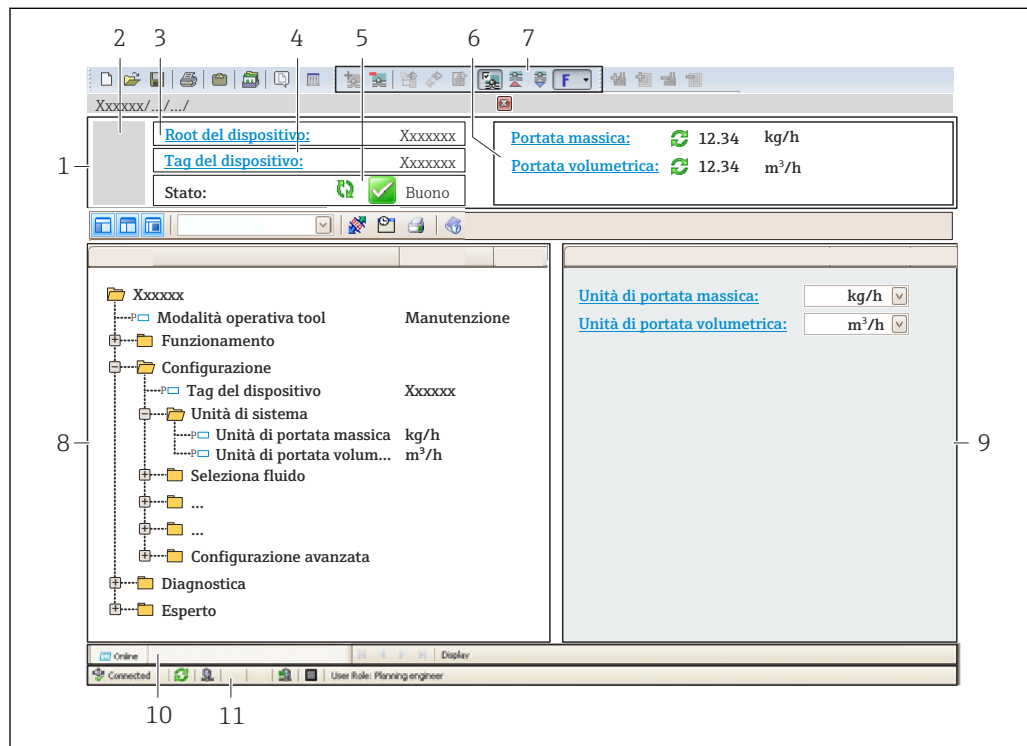 2 3 4 5 6 7
Xxxxxx/.../.../
1
Root del dispositivo: Xxxxxxx
Tag del dispositivo: Xxxxxxx
Stato: Buono
Portata massica: 12.34 kg/h
Portata volumetrica: 12.34 m³/h
Xxxxxx
P Modalità operativa tool Manutenzione
Funzionamento
Configurazione
P Tag del dispositivo Xxxxxx
Unità di sistema
P Unità di portata massica kg/h
P Unità di portata volum... m³/h
Seleziona fluido
...
...
Configurazione avanzata
Diagnostica
Esperto
8
Unità di portata massica: kg/h
Unità di portata volumetrica: m³/h
9
Online Display
Connected User Role: Planning engineer
10 11
F